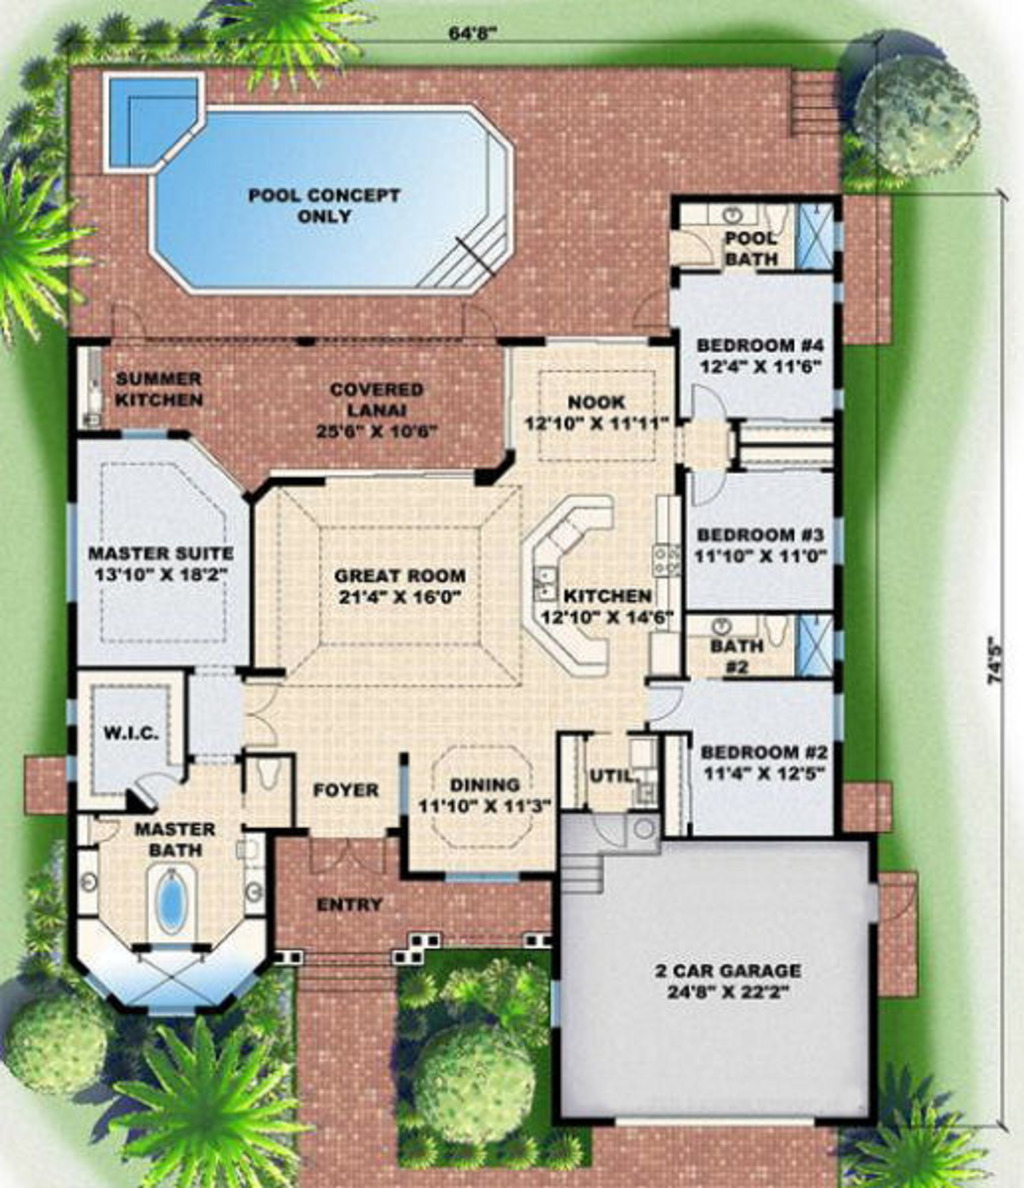 64'8"
POOL CONCEPT
ONLY
POOL
BATH
BEDROOM #4
12'4" X 11'6"
SUMMER
KITCHEN
COVERED
LANAI
25'6" X 10'6"
NOOK
12'10" X 11'11"
MASTER SUITE
13'10" X 18'2"
GREAT ROOM
21'4" X 16'0"
KITCHEN
12'10" X 14'6"
BEDROOM #3
11'10" X 11'0"
BATH
#2
74'5"
W.I.C.
FOYER
DINING
11'10" X 11'3"
UTIL.
BEDROOM #2
11'4" X 12'5"
MASTER
BATH
ENTRY
2 CAR GARAGE
24'8" X 22'2"